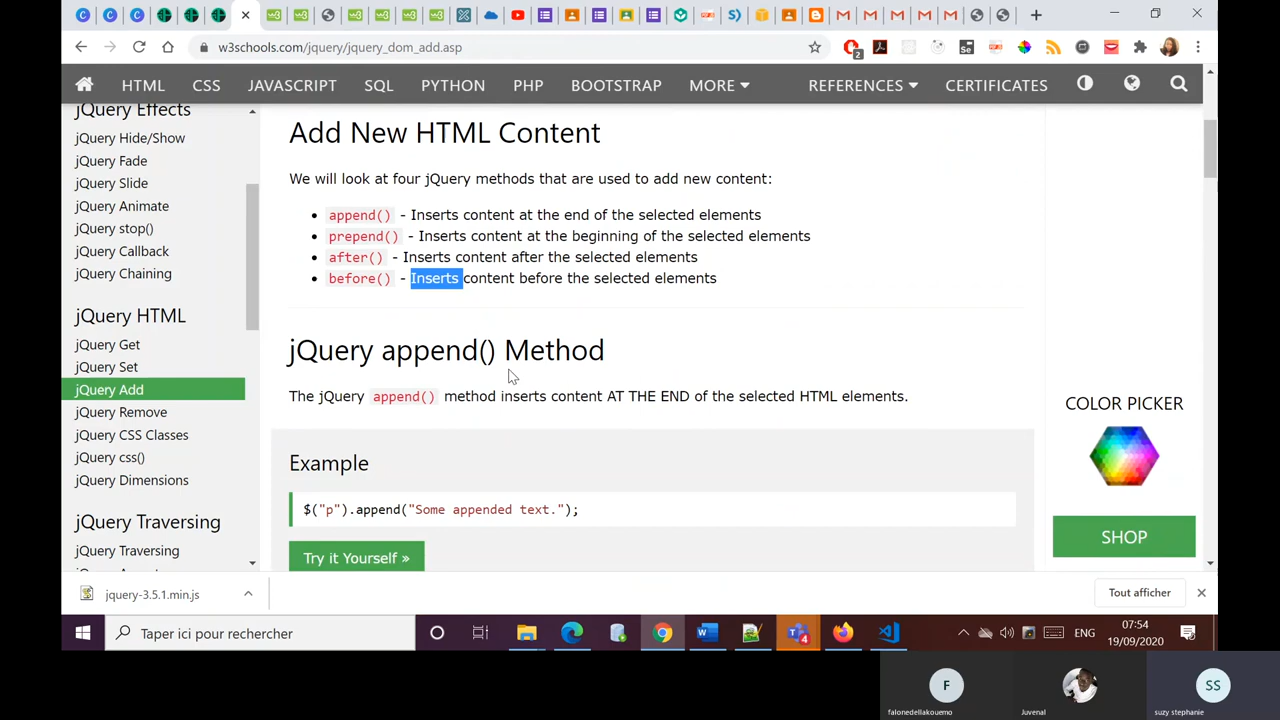 w3schools.com/jquery/jquery_dom_add.asp
2
HTML CSS JAVASCRIPT SQL PYTHON PHP BOOTSTRAP MORE REFERENCES CERTIFICATES
jQuery Effects
jQuery Hide/Show
jQuery Fade
jQuery Slide
jQuery Animate
jQuery stop()
jQuery Callback
jQuery Chaining
jQuery HTML
jQuery Get
jQuery Set
jQuery Add
jQuery Remove
jQuery CSS Classes
jQuery css()
jQuery Dimensions
jQuery Traversing
jQuery Traversing
Add New HTML Content
We will look at four jQuery methods that are used to add new content:
append() - Inserts content at the end of the selected elements
prepend() - Inserts content at the beginning of the selected elements
after() - Inserts content after the selected elements
before() - Inserts content before the selected elements
jQuery append() Method
The jQuery append() method inserts content AT THE END of the selected HTML elements.
Example
$("p").append("Some appended text.");
Try it Yourself »
COLOR PICKER
SHOP
jquery-3.5.1.min.js
Tout afficher
Taper ici pour rechercher
4
ENG
07:54
19/09/2020
F
falonedellakouemo
Juvenal
SS
suzy stephanie